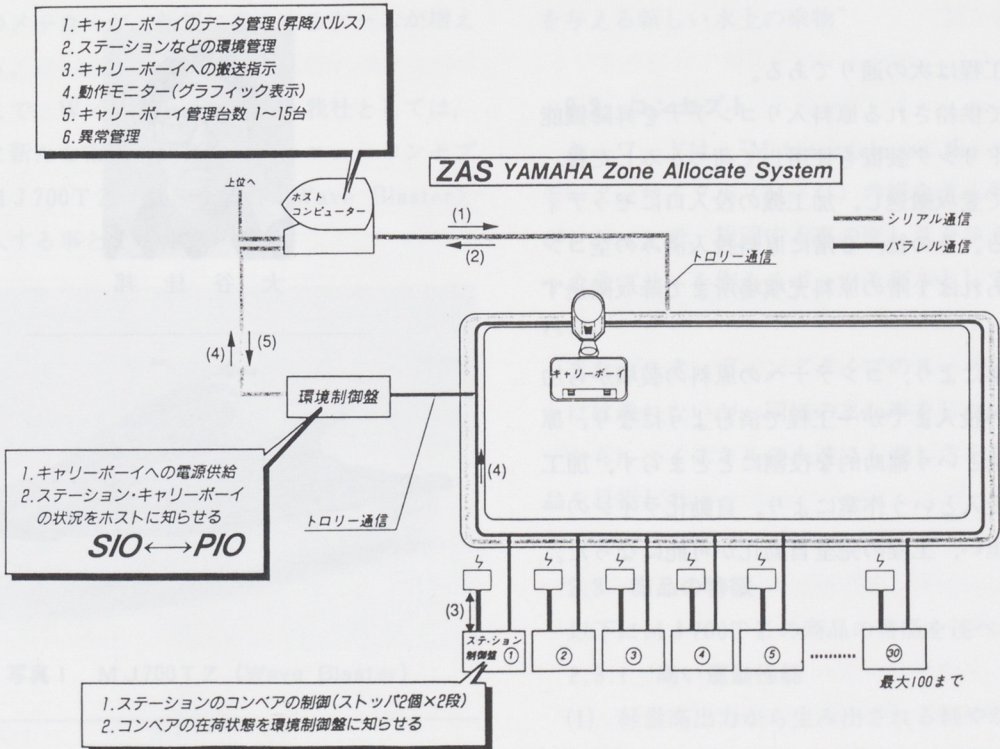 1.キャリーボーイのデータ管理(昇降パルス)
2.ステーションなどの環境管理
3.キャリーボーイへの搬送指示
4.動作モニター(グラフィック表示)
5.キャリーボーイ管理台数 1〜15台
6.異常管理
ZAS YAMAHA Zone Allocate System
上位へ
ホスト
コンピューター
(1)
(2)
シリアル通信
パラレル通信
トロリー通信
(4)
(5)
キャリーボーイ
環境制御盤
(4)
1.キャリーボーイへの電源供給
2.ステーション・キャリーボーイ
の状況をホストに知らせる
SIO←→PIO
トロリー通信
(3)
ステーション
制御盤
① ② ③ ④ ⑤ ………… ㉚
最大100まで
1.ステーションのコンベアの制御(ストッパ2個×2段)
2.コンベアの在荷状態を環境制御盤に知らせる